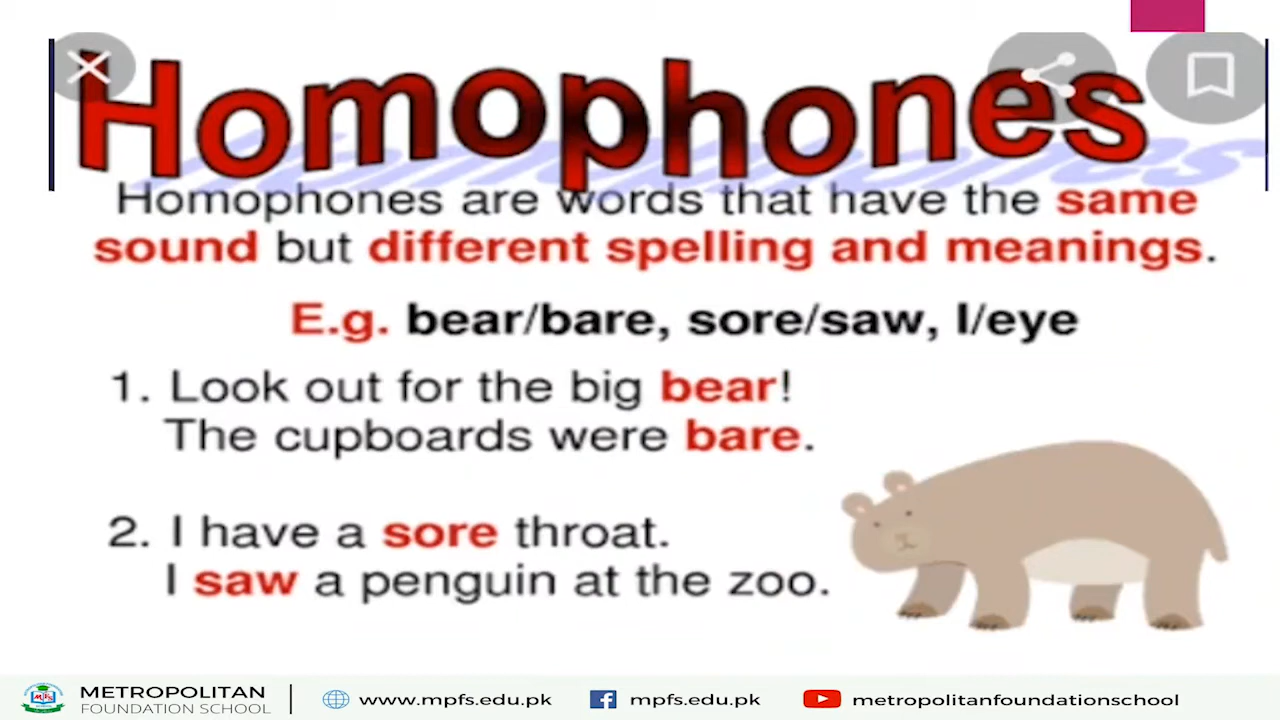 Homophones
Homophones are words that have the same
sound but different spelling and meanings.
E.g. bear/bare, sore/saw, I/eye
1. Look out for the big bear!
The cupboards were bare.
2. I have a sore throat.
I saw a penguin at the zoo.
METROPOLITAN
FOUNDATION SCHOOL
www.mpfs.edu.pk
mpfs.edu.pk
metropolitanfoundationschool